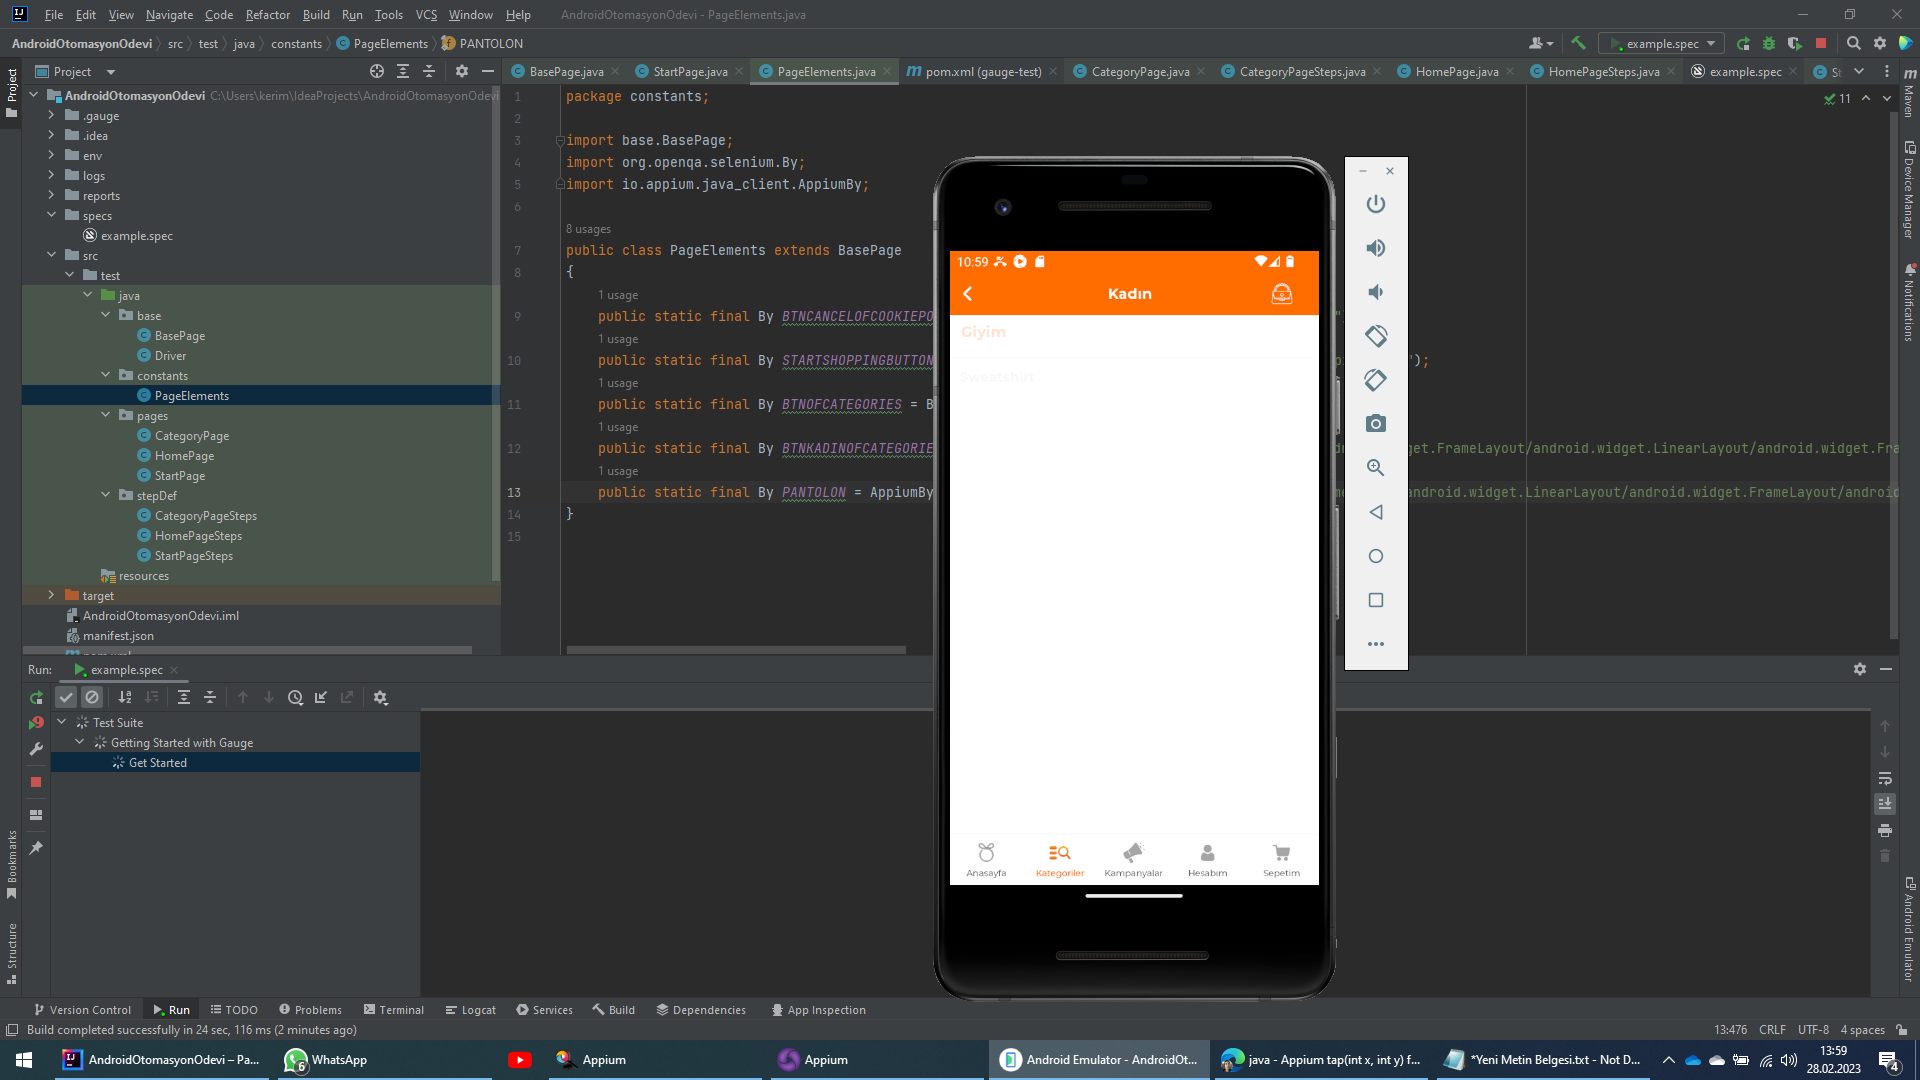 File Edit View Navigate Code Refactor Build Run Tools VCS Window Help AndroidOtomasyonOdevi - PageElements.java
AndroidOtomasyonOdevi src test java constants PageElements PANTOLON
example.spec
Project
BasePage.java StartPage.java PageElements.java pom.xml (gauge-test) CategoryPage.java CategoryPageSteps.java HomePage.java HomePageSteps.java example.spec St
AndroidOtomasyonOdevi C:\Users\kerim\IdeaProjects\AndroidOtomasyonOdevi
.gauge
.idea
env
logs
reports
specs
example.spec
src
test
java
base
BasePage
Driver
constants
PageElements
pages
CategoryPage
HomePage
StartPage
stepDef
CategoryPageSteps
HomePageSteps
StartPageSteps
resources
target
AndroidOtomasyonOdevi.iml
manifest.json
1 package constants;
11
2
3 import base.BasePage;
4 import org.openqa.selenium.By;
5 import io.appium.java_client.AppiumBy;
6
8 usages
7 public class PageElements extends BasePage
8 {
1 usage
9 public static final By BTNCANCELOFCOOKIEPO
1 usage
10 public static final By STARTSHOPPINGBUTTON ");
1 usage
11 public static final By BTNOFCATEGORIES = B
1 usage
12 public static final By BTNKADINOFCATEGORIE get.FrameLayout/android.widget.LinearLayout/android.widget.Fra
1 usage
13 public static final By PANTOLON = AppiumBy android.widget.LinearLayout/android.widget.FrameLayout/android
14 }
15
10:59
Kadın
Giyim
Sweatshirt
Anasayfa Kategoriler Kampanyalar Hesabım Sepetim
Project
Bookmarks
Structure
Maven
Device Manager
Notifications
Android Emulator
Run: example.spec
Test Suite
Getting Started with Gauge
Get Started
Version Control Run TODO Problems Terminal Logcat Services Build Dependencies App Inspection
Build completed successfully in 24 sec, 116 ms (2 minutes ago)
13:476 CRLF UTF-8 4 spaces
AndroidOtomasyonOdevi – Pa...
6
WhatsApp
Appium
Appium
Android Emulator - AndroidOt...
java - Appium tap(int x, int y) f...
*Yeni Metin Belgesi.txt - Not D...
13:59
28.02.2023
4